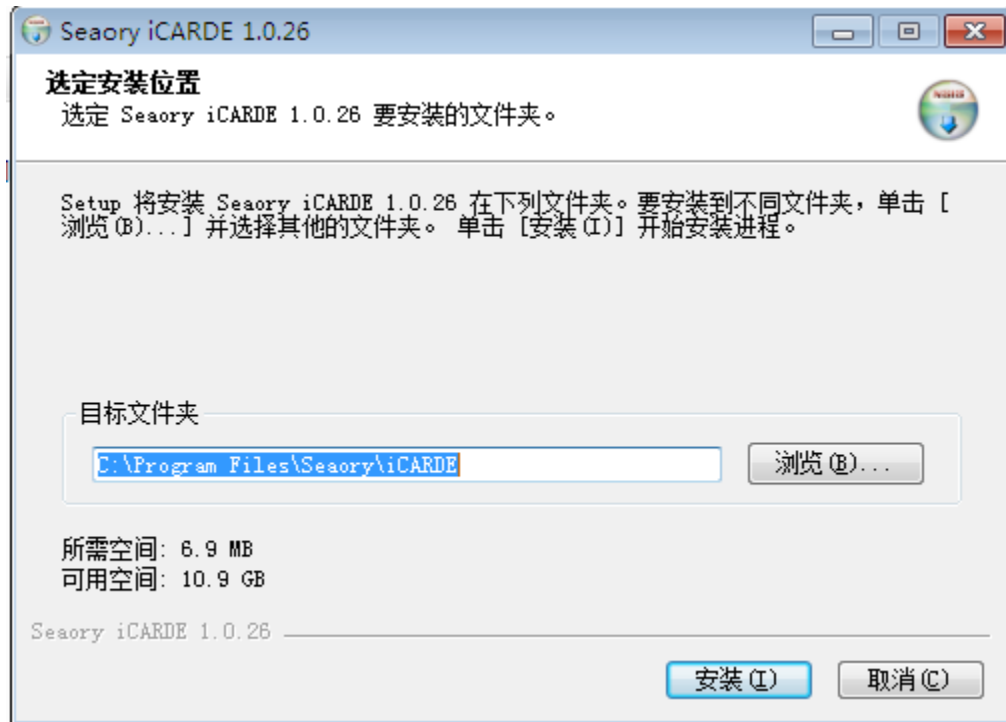 Seaory iCARDE 1.0.26
选定安装位置
选定 Seaory iCARDE 1.0.26 要安装的文件夹。
Setup 将安装 Seaory iCARDE 1.0.26 在下列文件夹。要安装到不同文件夹，单击 [
浏览(B)...] 并选择其他的文件夹。 单击 [安装(I)] 开始安装进程。
目标文件夹
C:\Program Files\Seaory\iCARDE
浏览(B)...
所需空间: 6.9 MB
可用空间: 10.9 GB
Seaory iCARDE 1.0.26
安装(I)
取消(C)